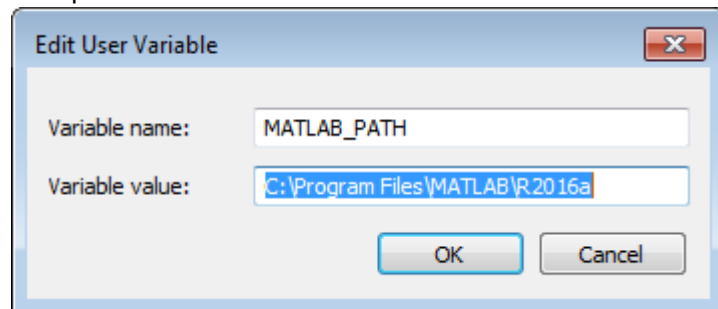 Edit User Variable
Variable name: MATLAB_PATH
Variable value: C:\Program Files\MATLAB\R2016a
OK Cancel